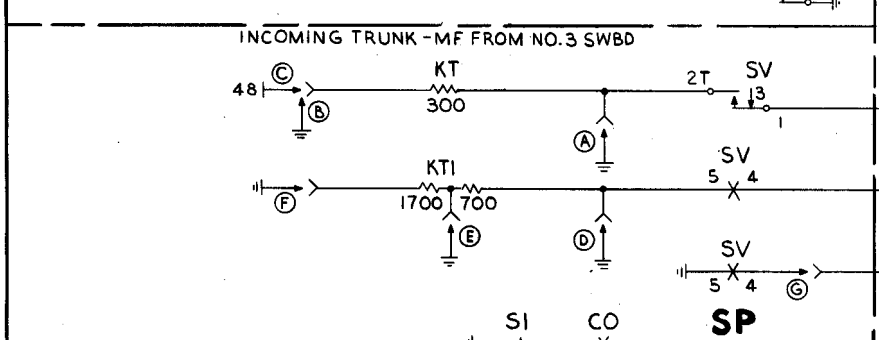 INCOMING TRUNK-MF FROM NO.3 SWBD
KT
SV
48
C
2T
3
B
300
1
A
KT1
SV
5
4
F
1700
700
E
D
SV
5
4
G
S1
CO
SP